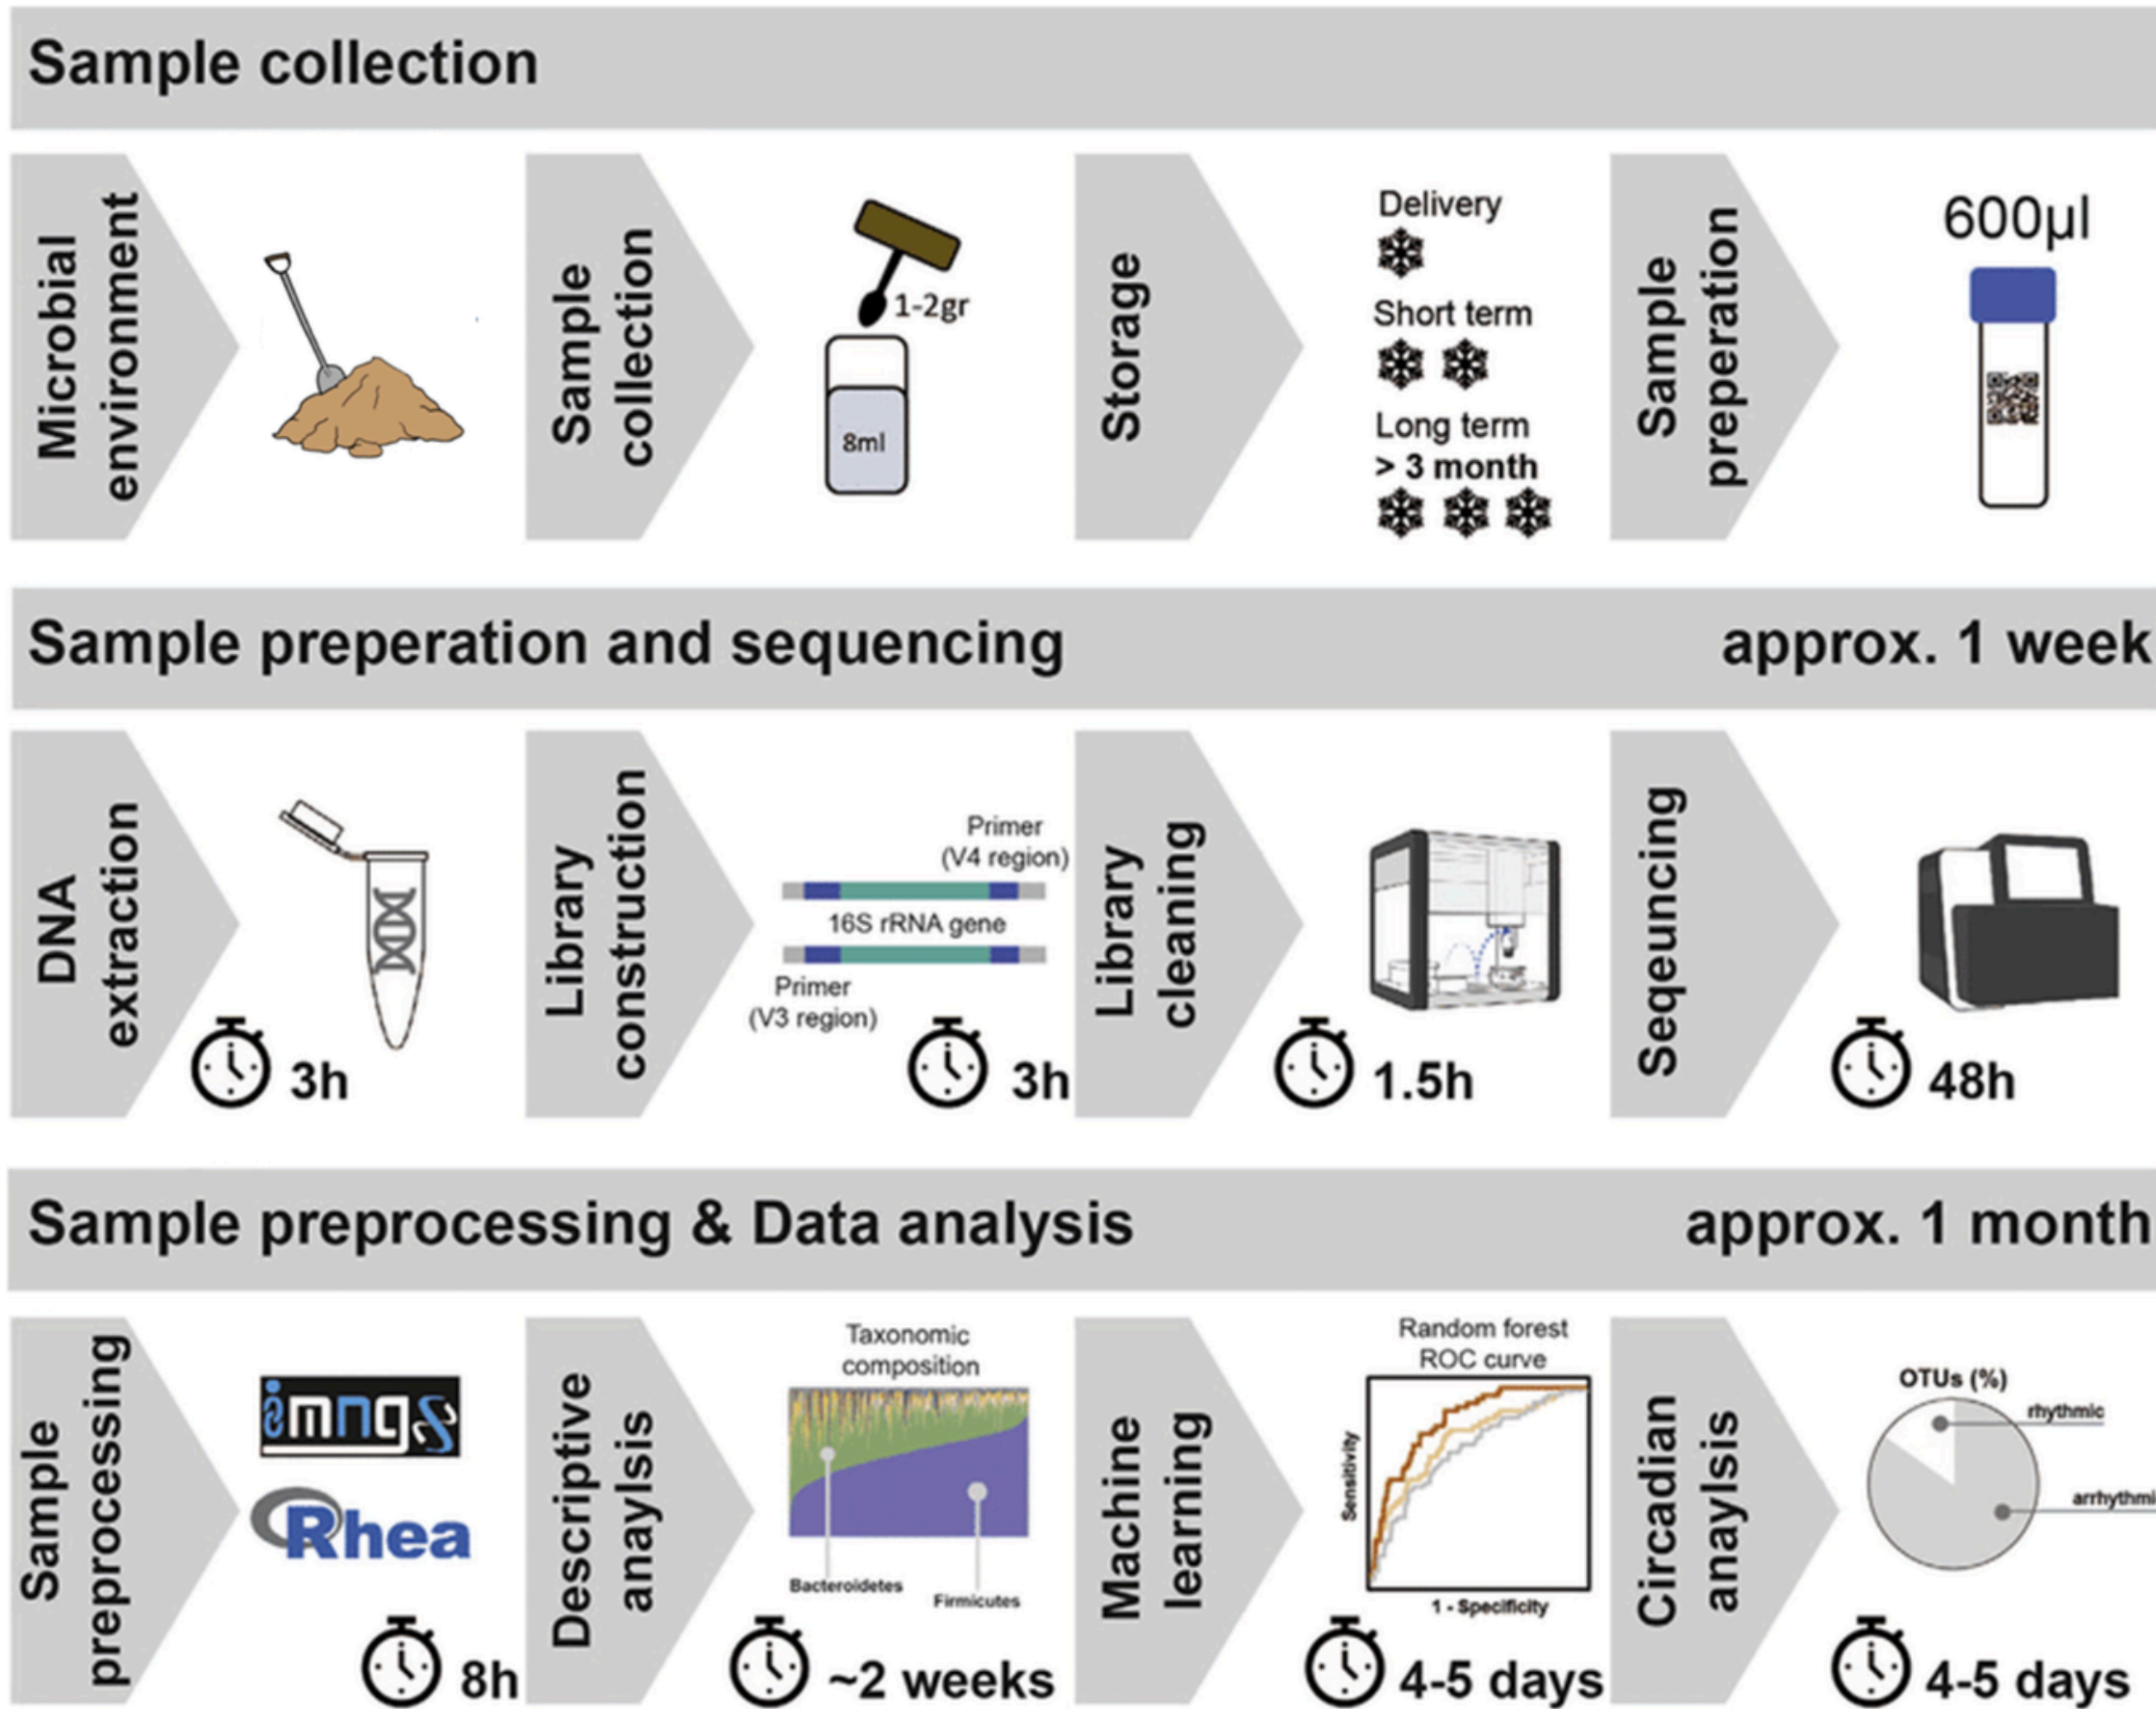 Sample collection
Microbial
environment
Sample
collection
1-2gr
8ml
Storage
Delivery
Short term
Long term
> 3 month
Sample
preperation
600µl
Sample preperation and sequencing
approx. 1 week
DNA
extraction
3h
Library
construction
Primer
(V4 region)
16S rRNA gene
Primer
(V3 region)
3h
Library
cleaning
1.5h
Seqeuncing
48h
Sample preprocessing & Data analysis
approx. 1 month
Sample
preprocessing
imngs
Rhea
8h
Descriptive
anaylsis
Taxonomic
composition
Bacteroidetes
Firmicutes
~2 weeks
Machine
learning
Random forest
ROC curve
Sensitivity
1 - Specificity
4-5 days
Circadian
anaylsis
OTUs (%)
rhythmic
arrhythmi
4-5 days